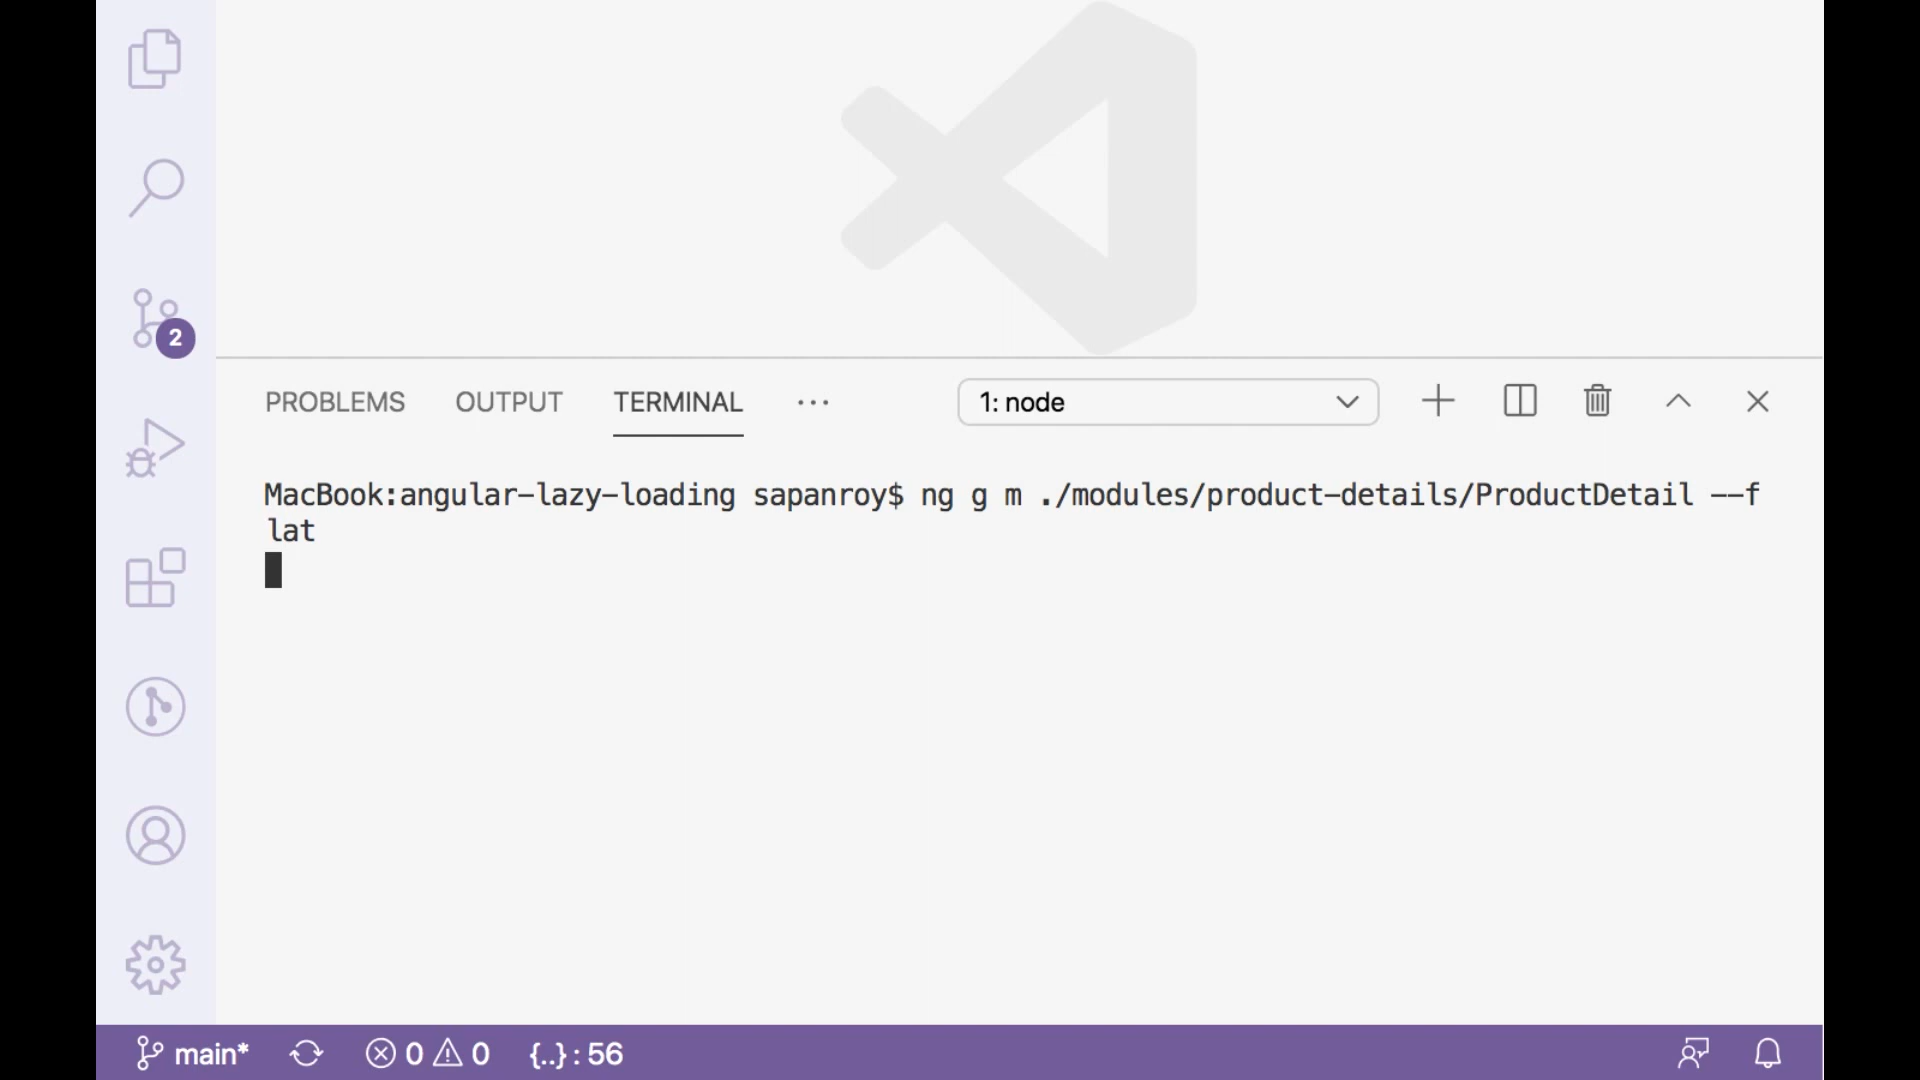 2
PROBLEMS OUTPUT TERMINAL ··· 1: node
MacBook:angular-lazy-loading sapanroy$ ng g m ./modules/product-details/ProductDetail --f
lat
main* 0 0 {..} : 56